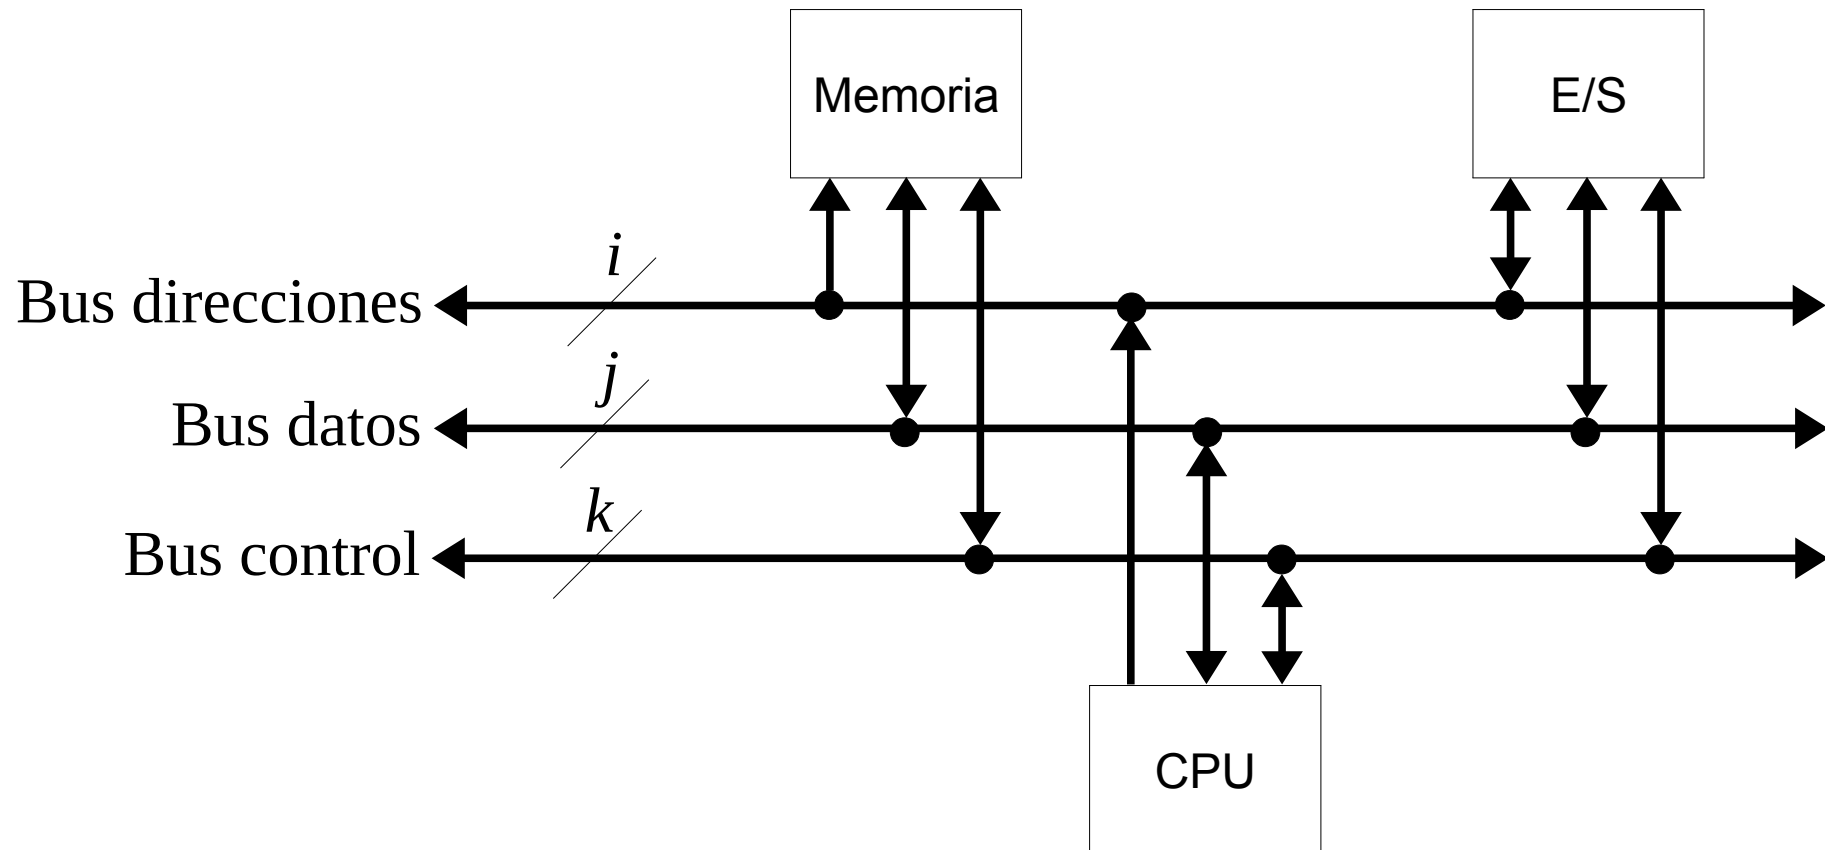 Memoria
E/S
i
Bus direcciones
j
Bus datos
k
Bus control
CPU